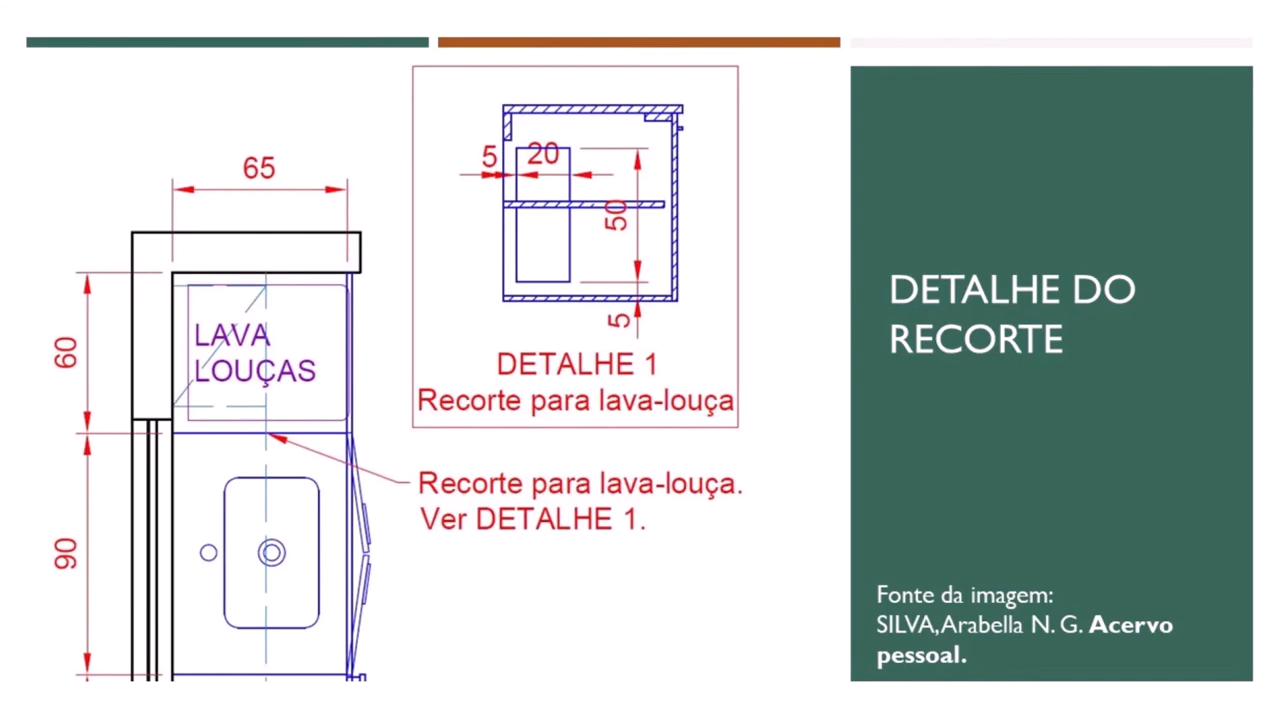 65
60
LAVA
LOUÇAS
90
5
20
50
5
DETALHE 1
Recorte para lava-louça
Recorte para lava-louça.
Ver DETALHE 1.
DETALHE DO
RECORTE
Fonte da imagem:
SILVA,Arabella N. G. Acervo
pessoal.